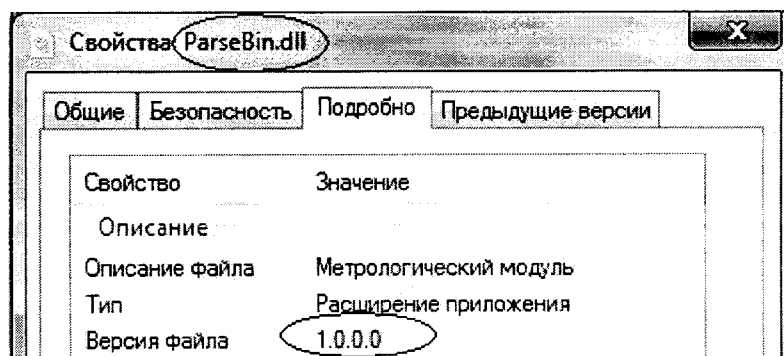 Свойства: ParseBin.dll
Общие Безопасность Подробно Предыдущие версии
Свойство Значение
Описание
Описание файла Метрологический модуль
Тип Расширение приложения
Версия файла 1.0.0.0